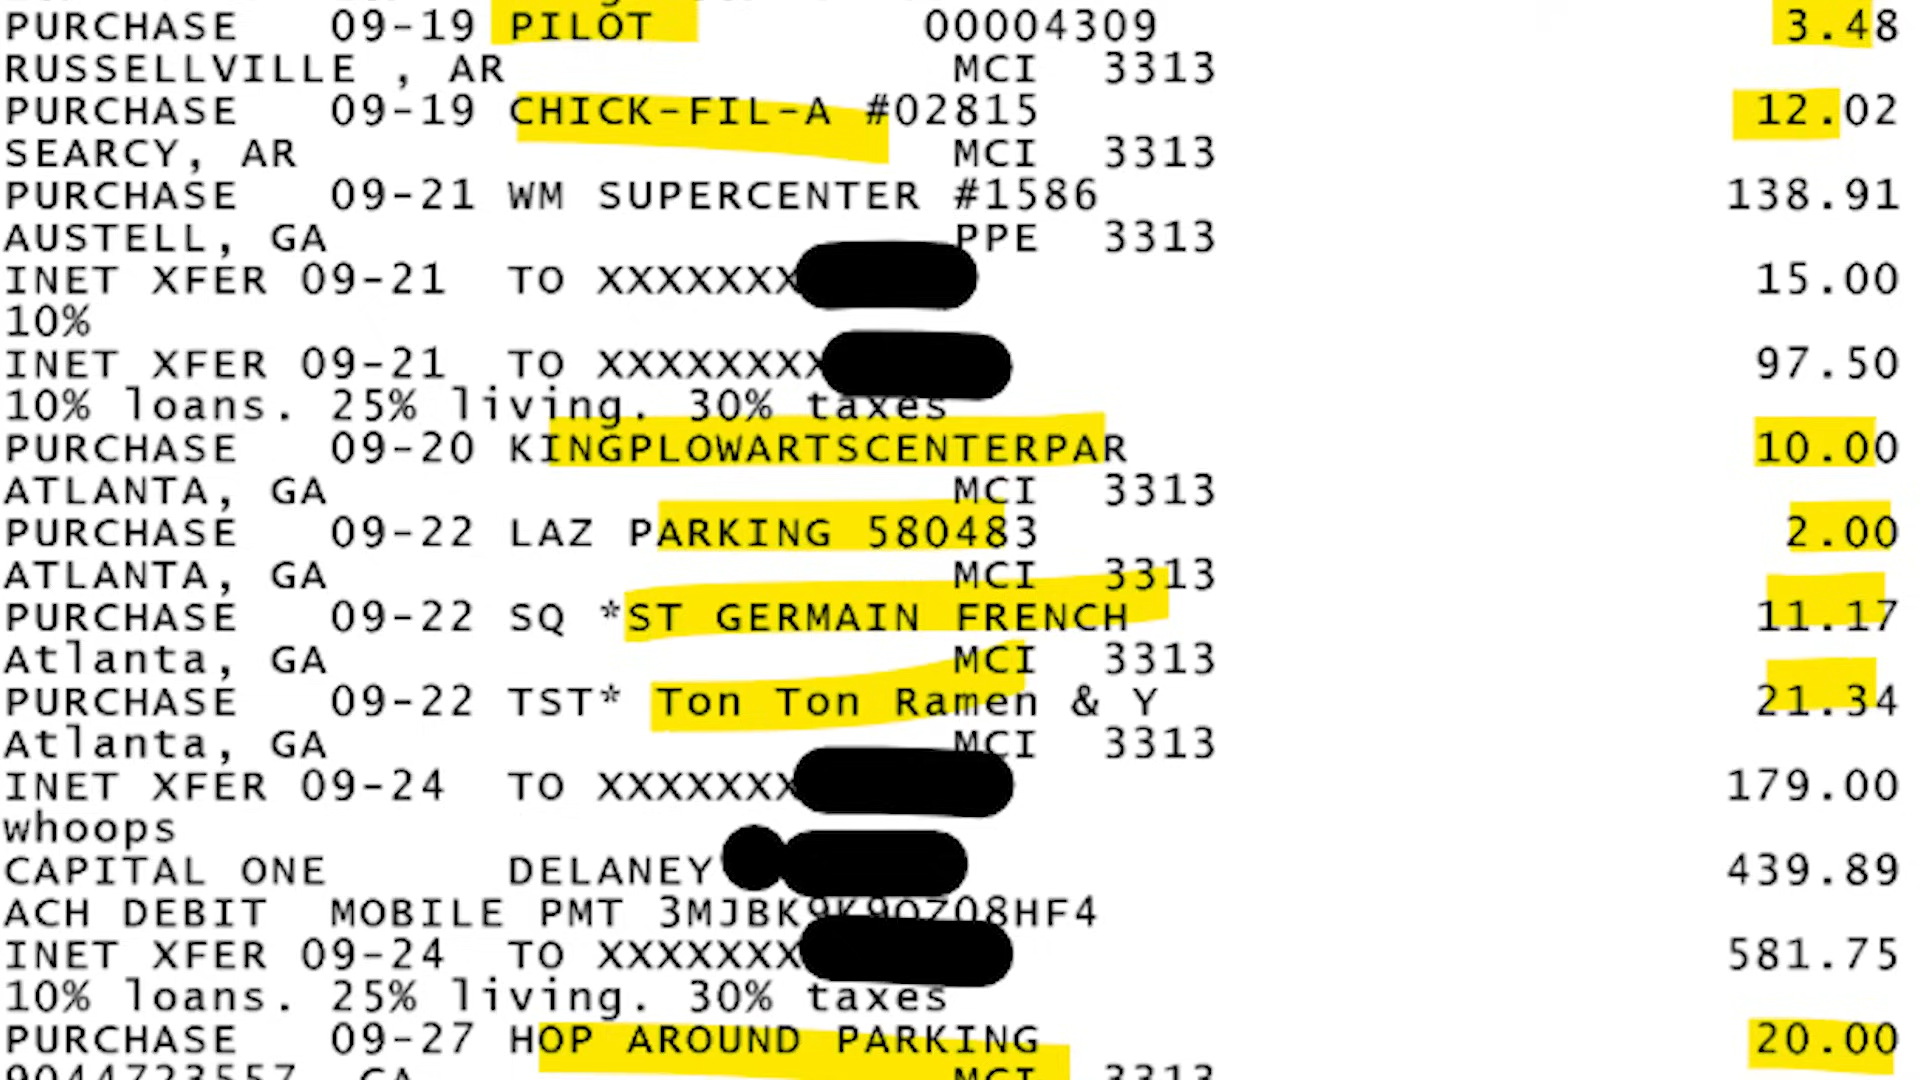 PURCHASE 09-19 PILOT 00004309 3.48
RUSSELLVILLE , AR MCI 3313
PURCHASE 09-19 CHICK-FIL-A #02815 12.02
SEARCY, AR MCI 3313
PURCHASE 09-21 WM SUPERCENTER #1586 138.91
AUSTELL, GA PPE 3313
INET XFER 09-21 TO XXXXXXX 15.00
10%
INET XFER 09-21 TO XXXXXXXX 97.50
10% loans. 25% living. 30% taxes
PURCHASE 09-20 KINGPLOWARTSCENTERPAR 10.00
ATLANTA, GA MCI 3313
PURCHASE 09-22 LAZ PARKING 580483 2.00
ATLANTA, GA MCI 3313
PURCHASE 09-22 SQ *ST GERMAIN FRENCH 11.17
Atlanta, GA MCI 3313
PURCHASE 09-22 TST* Ton Ton Ramen & Y 21.34
Atlanta, GA MCI 3313
INET XFER 09-24 TO XXXXXXX 179.00
whoops
CAPITAL ONE DELANEY 439.89
ACH DEBIT MOBILE PMT
INET XFER 09-24 TO XXXXXXX 581.75
10% loans. 25% living. 30% taxes
PURCHASE 09-27 HOP AROUND PARKING 20.00
9044723557 GA MCI 3313